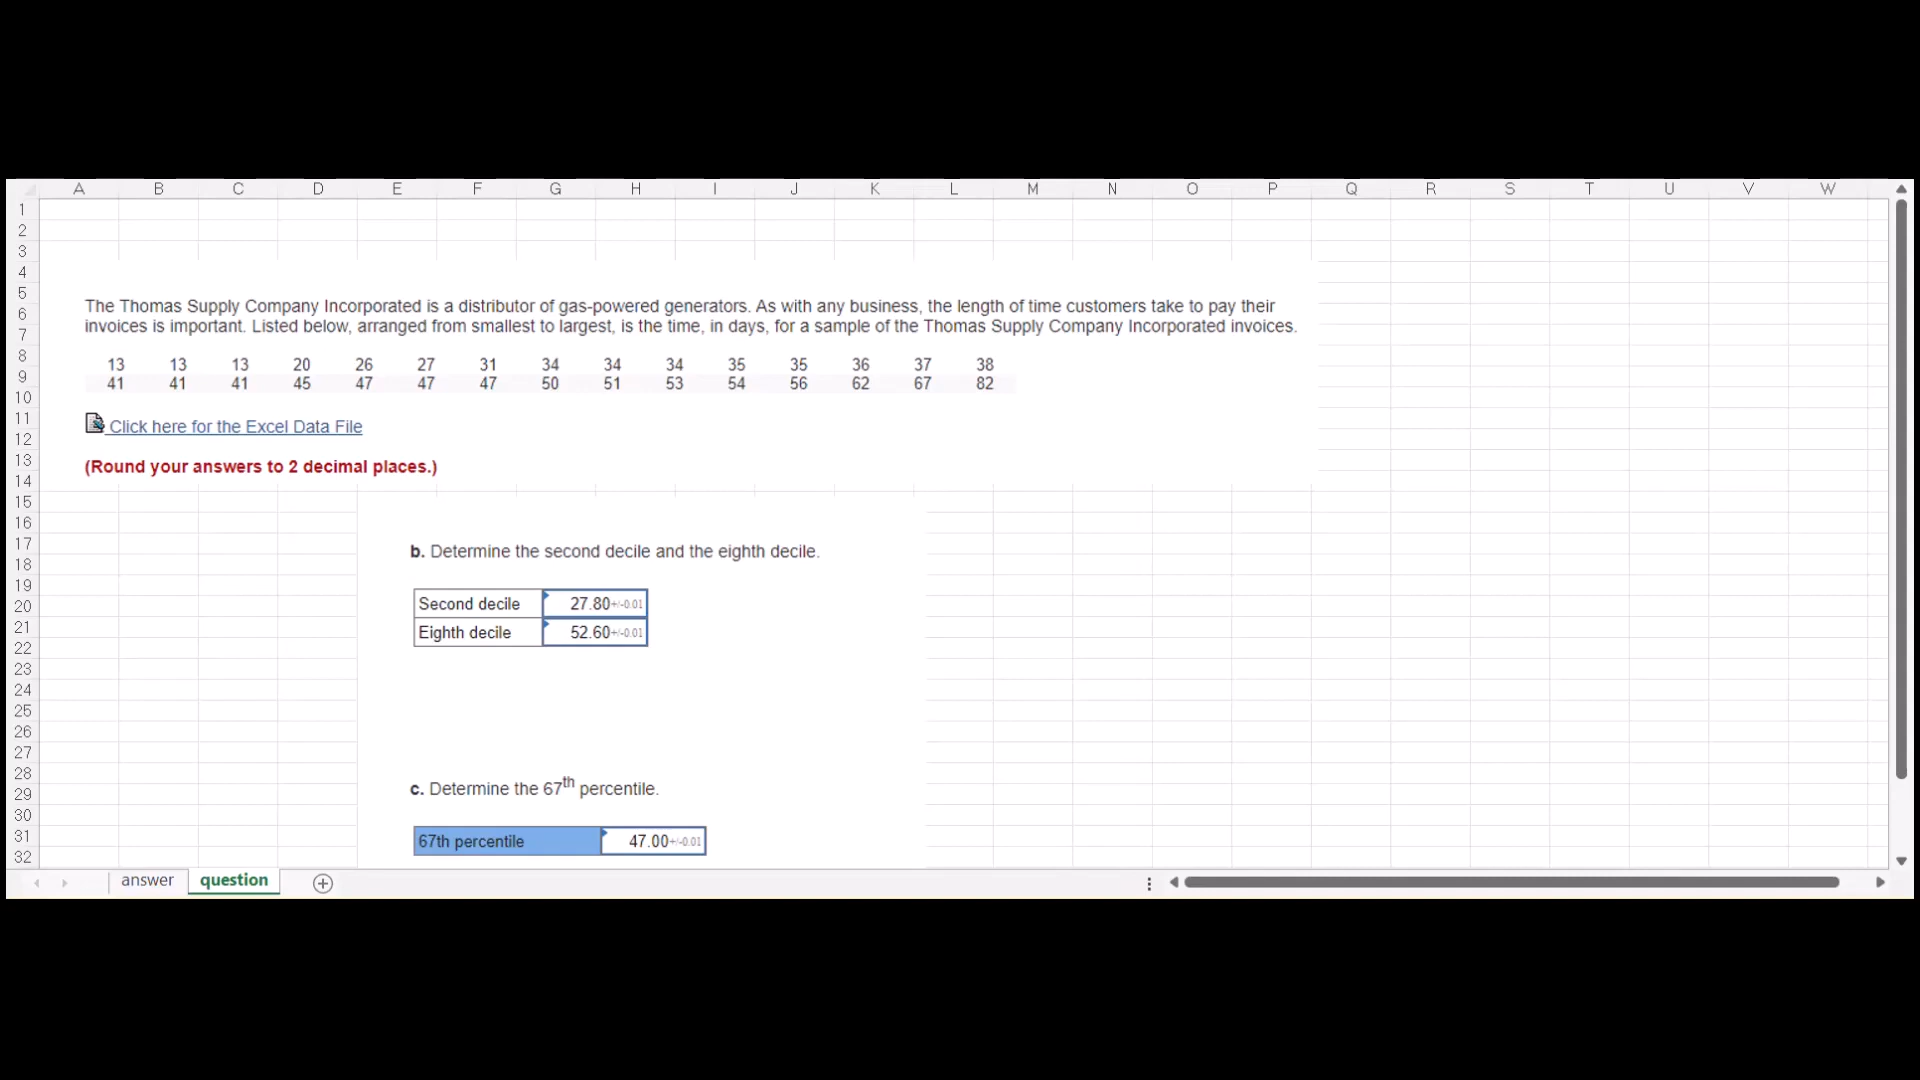 A B C D E F G H I J K L M N O P Q R S T U V W
1
2
3
4
5
The Thomas Supply Company Incorporated is a distributor of gas-powered generators. As with any business, the length of time customers take to pay their
6
invoices is important. Listed below, arranged from smallest to largest, is the time, in days, for a sample of the Thomas Supply Company Incorporated invoices.
7
8
13 13 13 20 26 27 31 34 34 34 35 35 36 37 38
9
41 41 41 45 47 47 47 50 51 53 54 56 62 67 82
10
11
Click here for the Excel Data File
12
13
(Round your answers to 2 decimal places.)
14
15
16
17
b. Determine the second decile and the eighth decile.
18
19
20
Second decile 27.80+/-0.01
21
Eighth decile 52.60+/-0.01
22
23
24
25
26
27
28
c. Determine the 67th percentile.
29
30
31
67th percentile 47.00+/-0.01
32
answer question